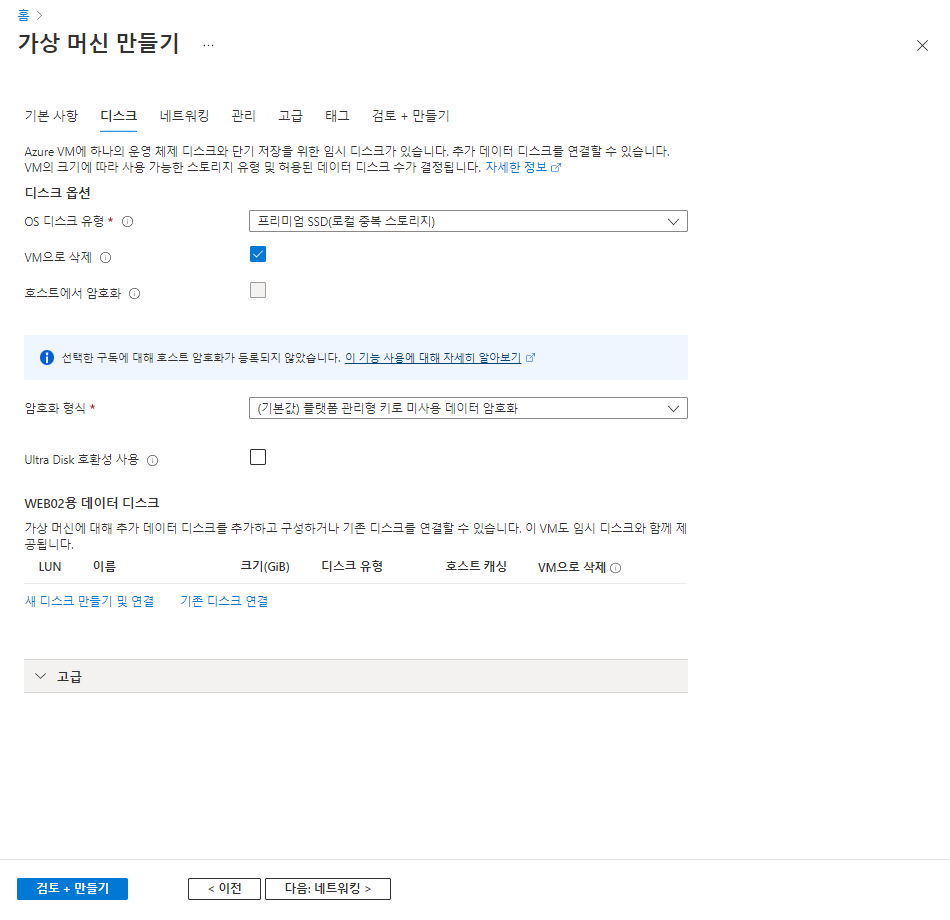 홈 >
가상 머신 만들기 ...
기본 사항 디스크 네트워킹 관리 고급 태그 검토 + 만들기
Azure VM에 하나의 운영 체제 디스크와 단기 저장을 위한 임시 디스크가 있습니다. 추가 데이터 디스크를 연결할 수 있습니다.
VM의 크기에 따라 사용 가능한 스토리지 유형 및 허용된 데이터 디스크 수가 결정됩니다. 자세한 정보
디스크 옵션
OS 디스크 유형 * 프리미엄 SSD(로컬 중복 스토리지)
VM으로 삭제
호스트에서 암호화
선택한 구독에 대해 호스트 암호화가 등록되지 않았습니다. 이 기능 사용에 대해 자세히 알아보기
암호화 형식 * (기본값) 플랫폼 관리형 키로 미사용 데이터 암호화
Ultra Disk 호환성 사용
WEB02용 데이터 디스크
가상 머신에 대해 추가 데이터 디스크를 추가하고 구성하거나 기존 디스크를 연결할 수 있습니다. 이 VM도 임시 디스크와 함께 제
공됩니다.
LUN 이름 크기(GiB) 디스크 유형 호스트 캐싱 VM으로 삭제
새 디스크 만들기 및 연결 기존 디스크 연결
고급
검토 + 만들기 < 이전 다음: 네트워킹 >